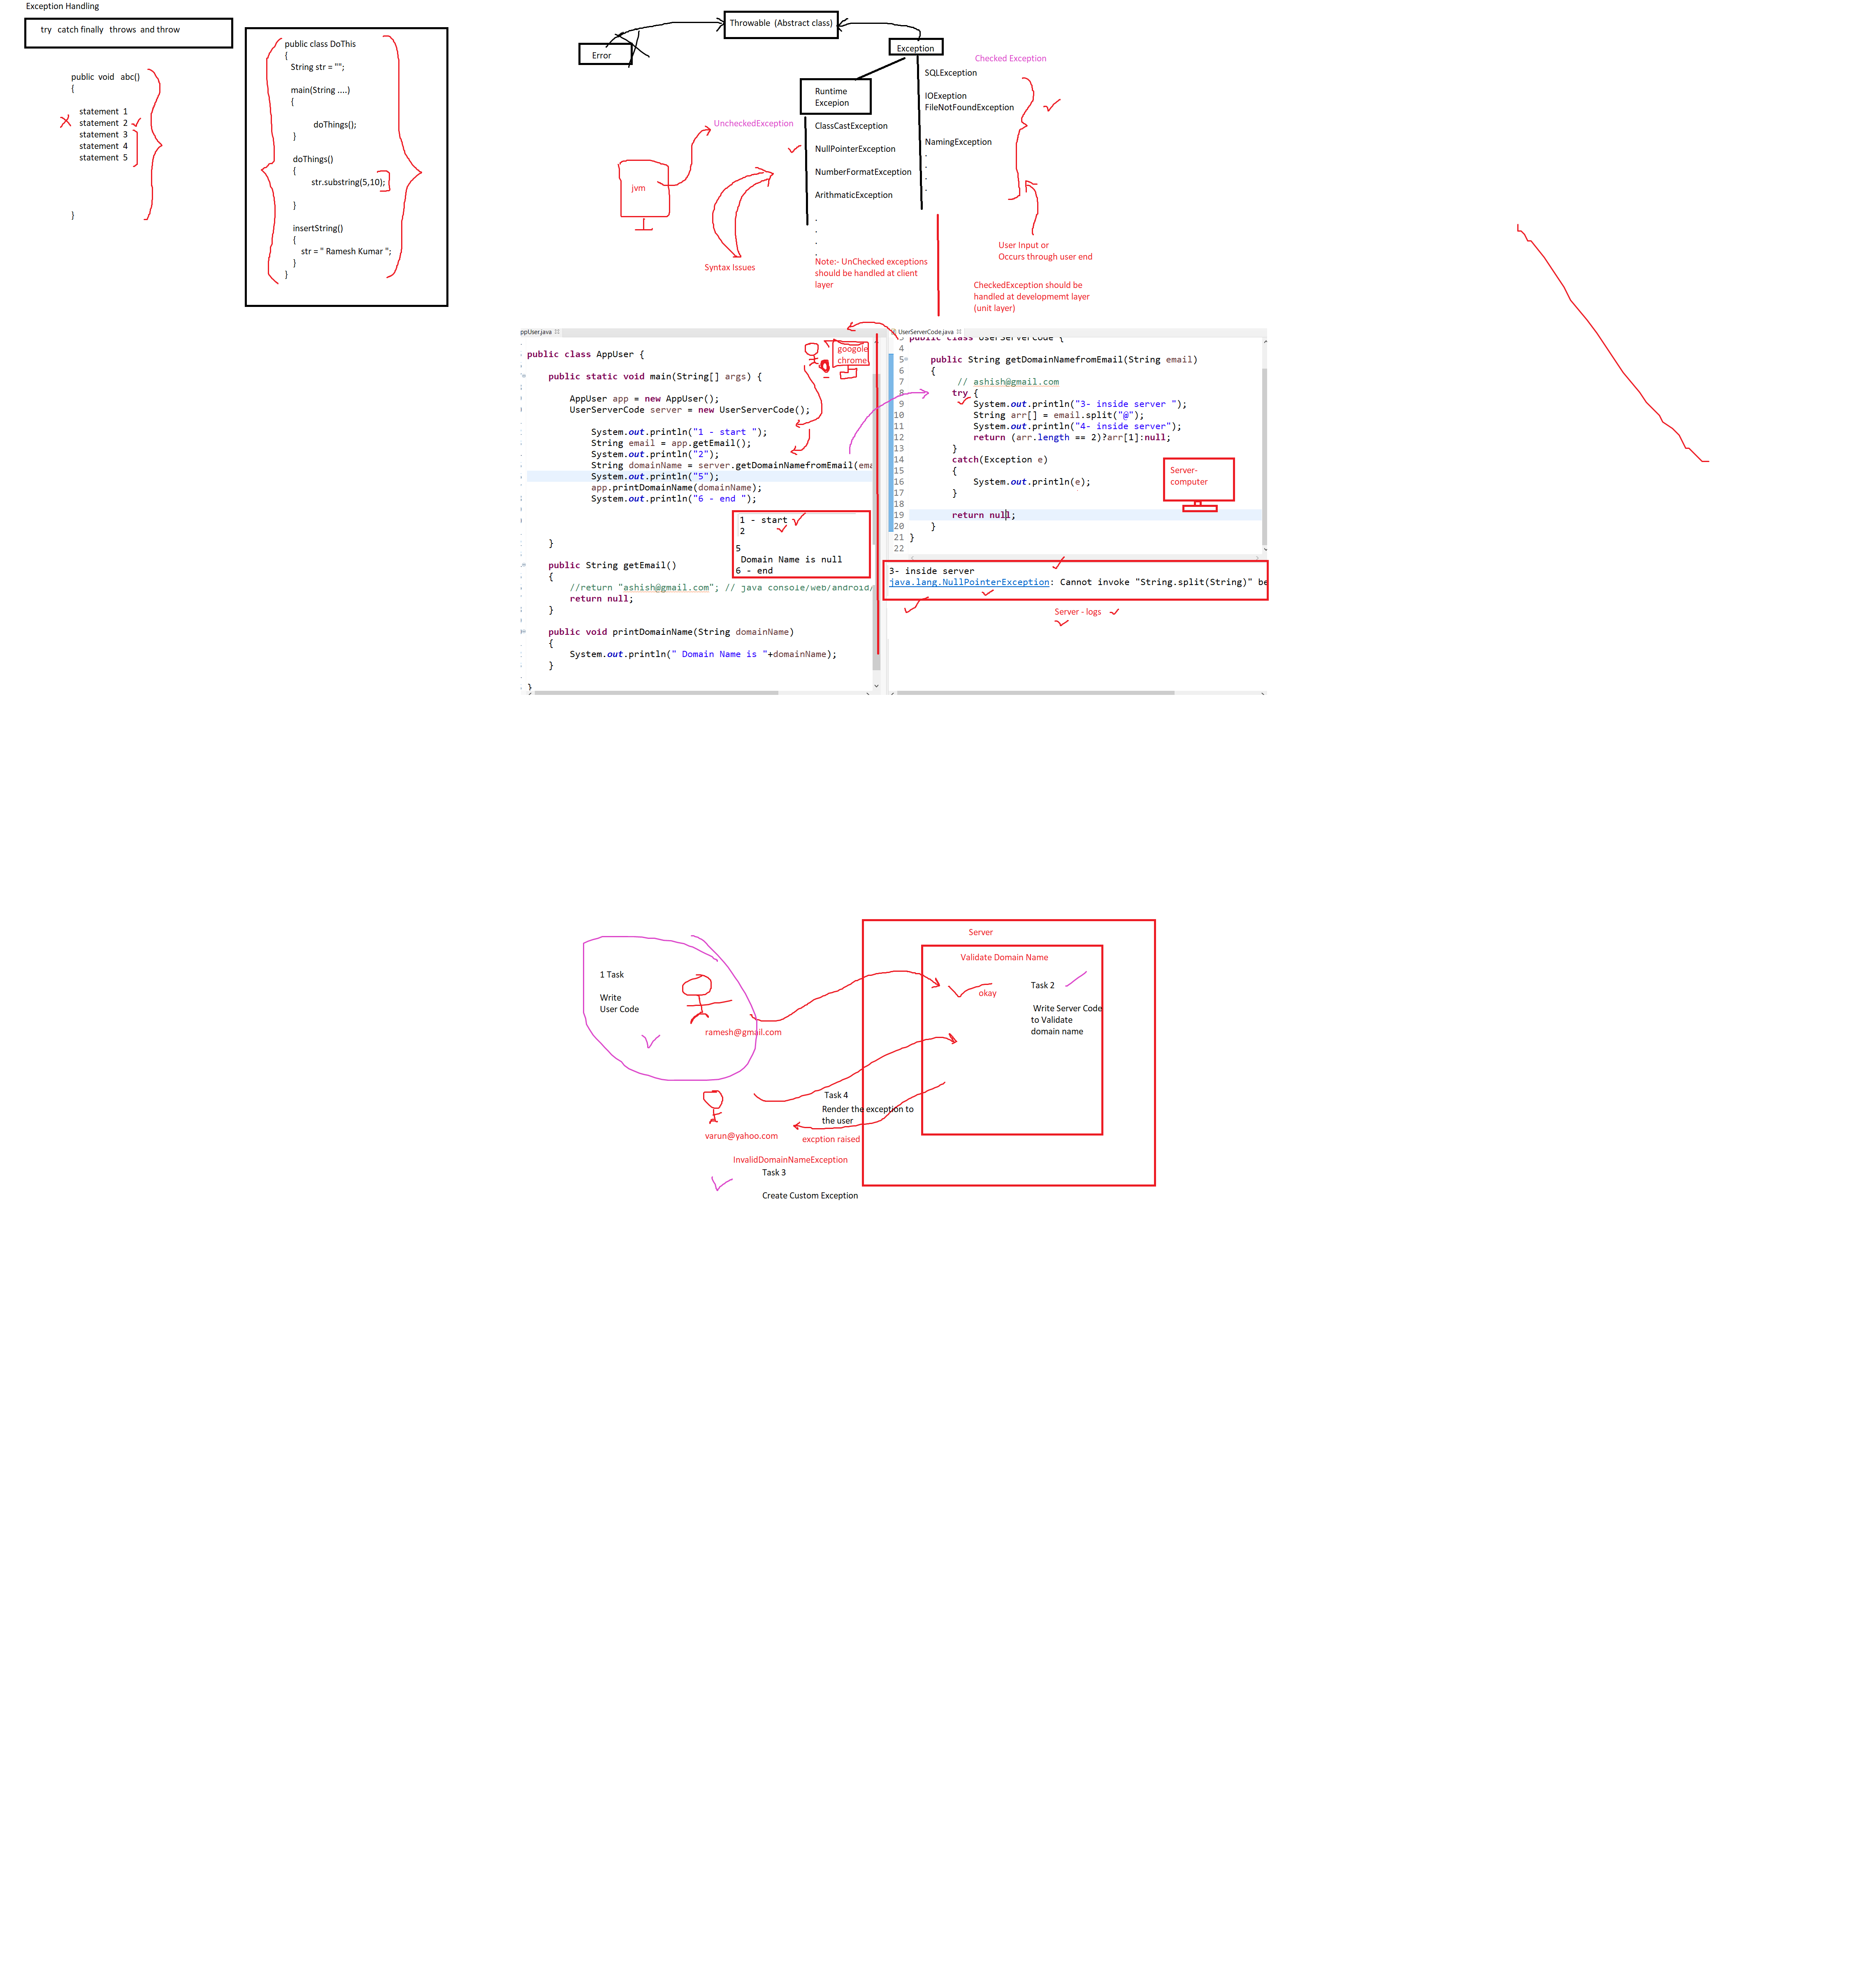 Exception Handling
try catch finally throws and throw
public void abc()
{
statement 1
statement 2
statement 3
statement 4
statement 5
}
public class DoThis
{
String str = "";
main(String ....)
{
doThings();
}
doThings()
{
str.substring(5,10);
}
insertString()
{
str = " Ramesh Kumar ";
}
}
Throwable (Abstract class)
Error
Exception
Checked Exception
SQLException
IOExeption
FileNotFoundException
NamingException
.
.
.
.
Runtime
Excepion
UncheckedException
ClassCastException
NullPointerException
NumberFormatException
ArithmaticException
.
.
.
.
jvm
Syntax Issues
Note:- UnChecked exceptions
should be handled at client
layer
User Input or
Occurs through user end
CheckedException should be
handled at developmemt layer
(unit layer)
ppUser.java
public class AppUser {
public static void main(String[] args) {
AppUser app = new AppUser();
UserServerCode server = new UserServerCode();
System.out.println("1 - start ");
String email = app.getEmail();
System.out.println("2");
String domainName = server.getDomainNamefromEmail(ema
System.out.println("5");
app.printDomainName(domainName);
System.out.println("6 - end ");
}
public String getEmail()
{
//return "ashish@gmail.com"; // java console/web/android/
return null;
}
public void printDomainName(String domainName)
{
System.out.println(" Domain Name is "+domainName);
}
}
googole
chrome
1 - start
2
5
Domain Name is null
6 - end
UserServerCode.java
3 public class UserServerCode {
4
5 public String getDomainNamefromEmail(String email)
6 {
7 // ashish@gmail.com
8 try {
9 System.out.println("3- inside server ");
10 String arr[] = email.split("@");
11 System.out.println("4- inside server");
12 return (arr.length == 2)?arr[1]:null;
13 }
14 catch(Exception e)
15 {
16 System.out.println(e);
17 }
18
19 return null;
20 }
21 }
22
Server-
computer
3- inside server
java.lang.NullPointerException: Cannot invoke "String.split(String)" be
Server - logs
1 Task
Write
User Code
ramesh@gmail.com
varun@yahoo.com
Task 4
Render the exception to
the user
excption raised
InvalidDomainNameException
Task 3
Create Custom Exception
Server
Validate Domain Name
okay
Task 2
Write Server Code
to Validate
domain name